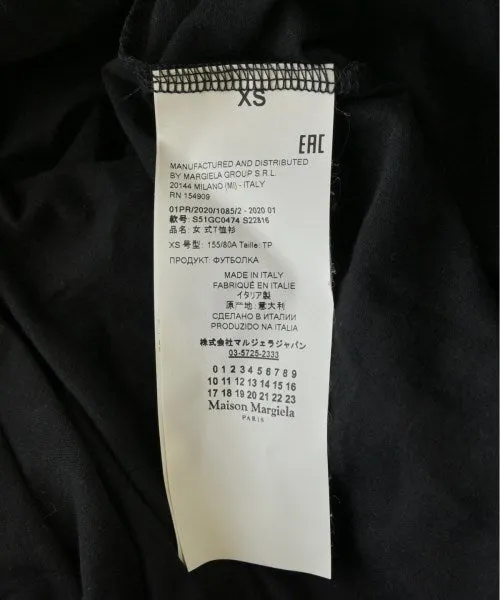 XS
EAC
MANUFACTURED AND DISTRIBUTED
BY MARGIELA GROUP S.R.L.
20144 MILANO (MI) - ITALY
RN 154909
01PR/2020/1085/2 - 2020 01
款号: S51GC0474 S22816
品名: 女式T恤衫
XS 号型: 155/80A Taille: TP
ПРОДУКТ: ФУТБОЛКА
MADE IN ITALY
FABRIQUÉ EN ITALIE
イタリア製
原产地: 意大利
СДЕЛАНО В ИТАЛИИ
PRODUZIDO NA ITALIA
株式会社マルジェラジャパン
03-5725-2333
0 1 2 3 4 5 6 7 8 9
10 11 12 13 14 15 16
17 18 19 20 21 22 23
Maison Margiela
PARIS